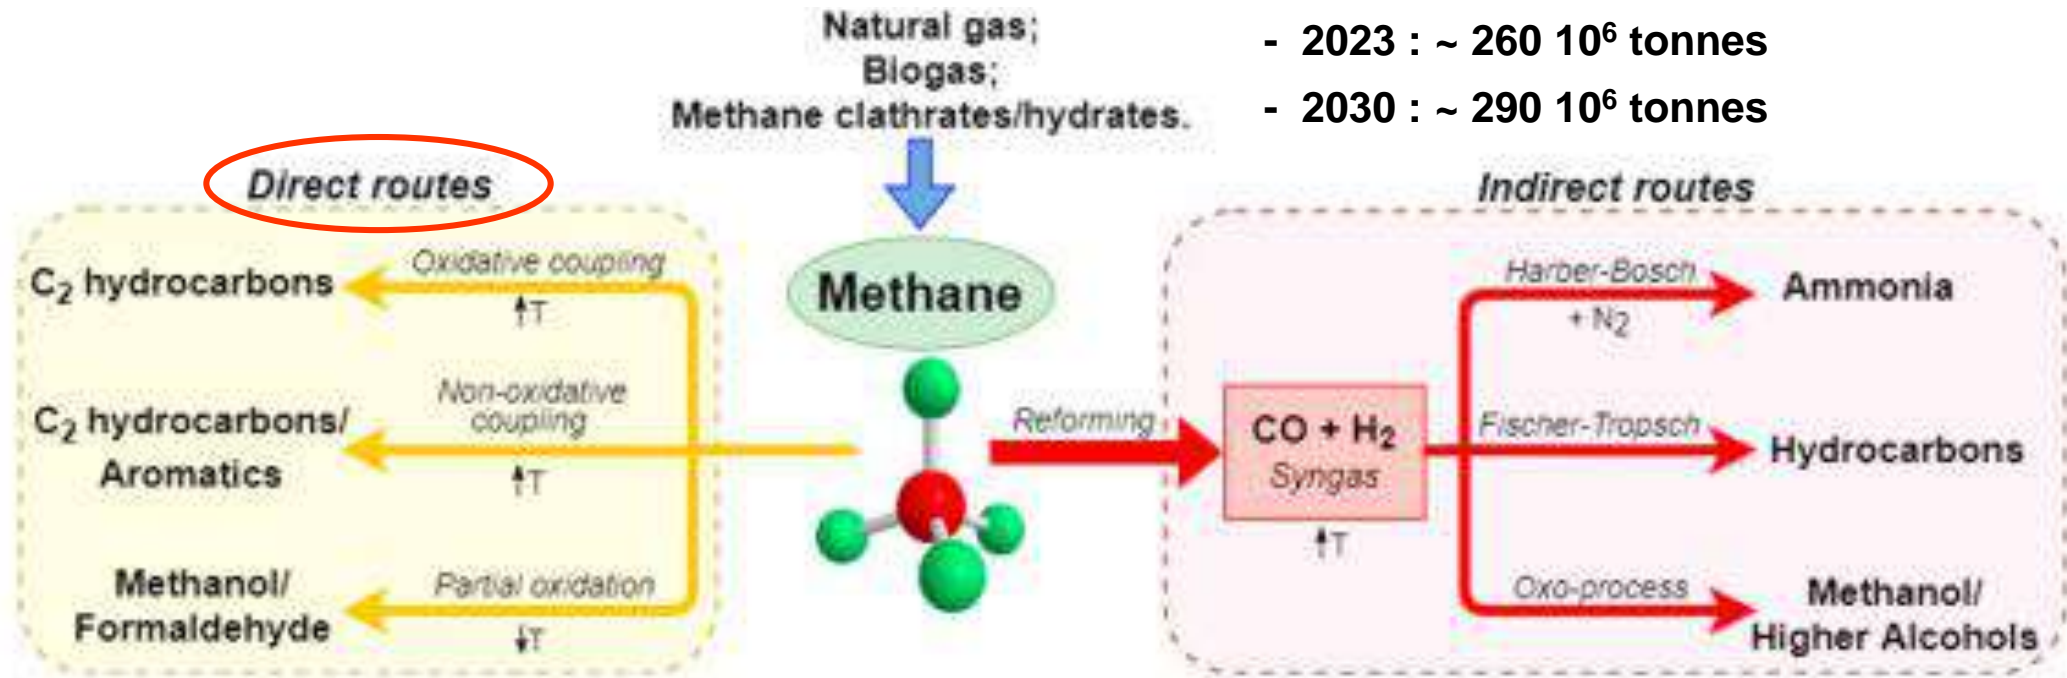 Natural gas;
Biogas;
Methane clathrates/hydrates.
- 2023 : ~ 260 10⁶ tonnes
- 2030 : ~ 290 10⁶ tonnes
Direct routes
C₂ hydrocarbons
Oxidative coupling
↑T
C₂ hydrocarbons/
Aromatics
Non-oxidative
coupling
↑T
Methanol/
Formaldehyde
Partial oxidation
↓T
Methane
Reforming
Indirect routes
CO + H₂
Syngas
↑T
Harber-Bosch
+ N₂
Ammonia
Fischer-Tropsch
Hydrocarbons
Oxo-process
Methanol/
Higher Alcohols